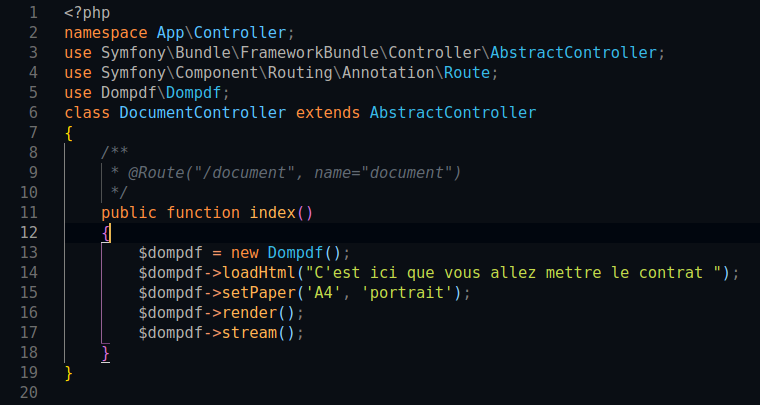 1 <?php
2 namespace App\Controller;
3 use Symfony\Bundle\FrameworkBundle\Controller\AbstractController;
4 use Symfony\Component\Routing\Annotation\Route;
5 use Dompdf\Dompdf;
6 class DocumentController extends AbstractController
7 {
8     /**
9      * @Route("/document", name="document")
10      */
11     public function index()
12     {
13         $dompdf = new Dompdf();
14         $dompdf->loadHtml("C'est ici que vous allez mettre le contrat ");
15         $dompdf->setPaper('A4', 'portrait');
16         $dompdf->render();
17         $dompdf->stream();
18     }
19 }
20